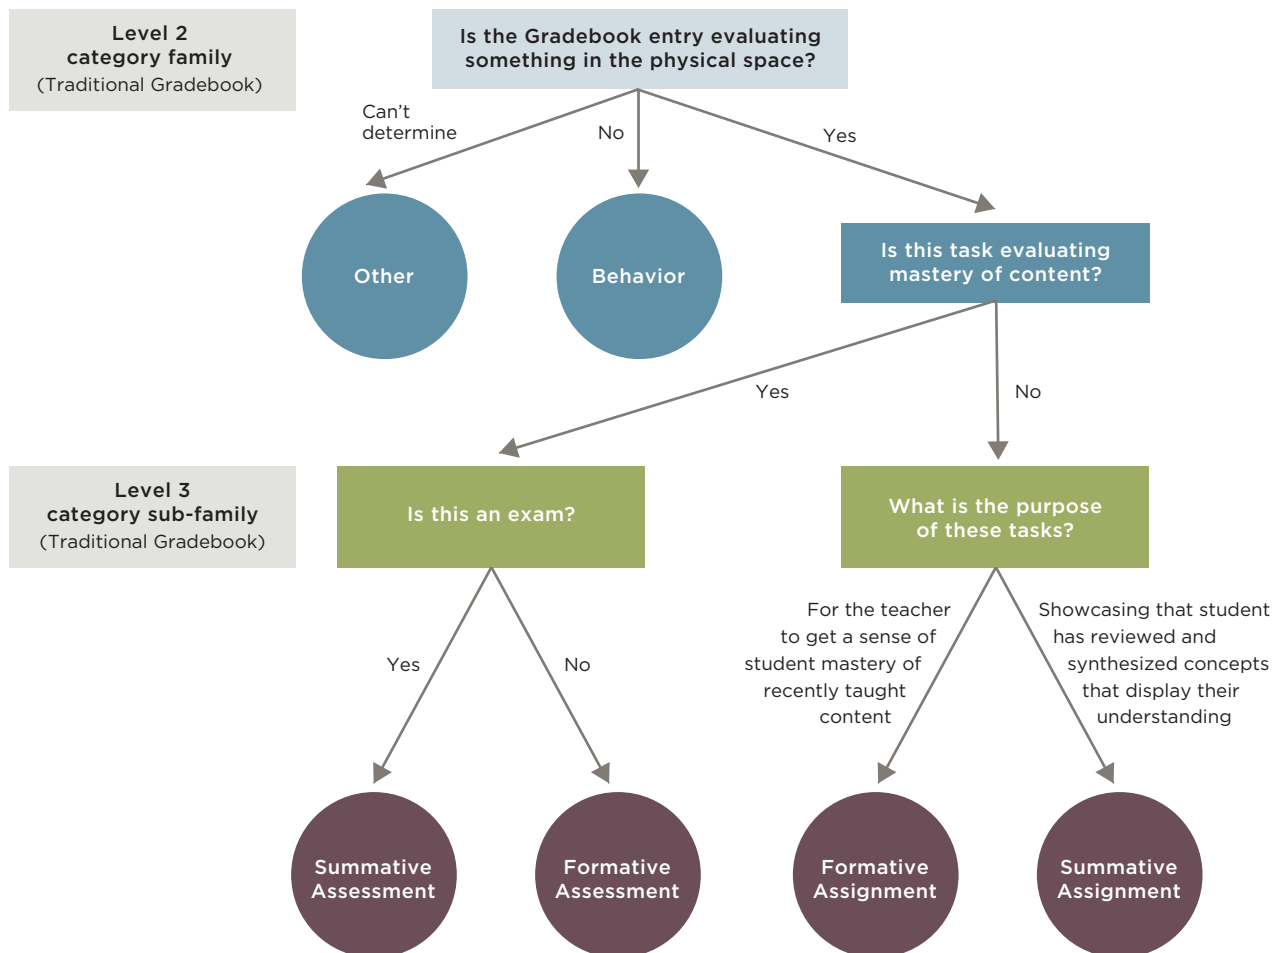 Level 2
category family
(Traditional Gradebook)
Is the Gradebook entry evaluating
something in the physical space?
Can’t
determine
No
Yes
Other
Behavior
Is this task evaluating
mastery of content?
Yes
No
Level 3
category sub-family
(Traditional Gradebook)
Is this an exam?
What is the purpose
of these tasks?
Yes
No
For the teacher
to get a sense of
student mastery of
recently taught
content
Showcasing that student
has reviewed and
synthesized concepts
that display their
understanding
Summative
Assessment
Formative
Assessment
Formative
Assignment
Summative
Assignment